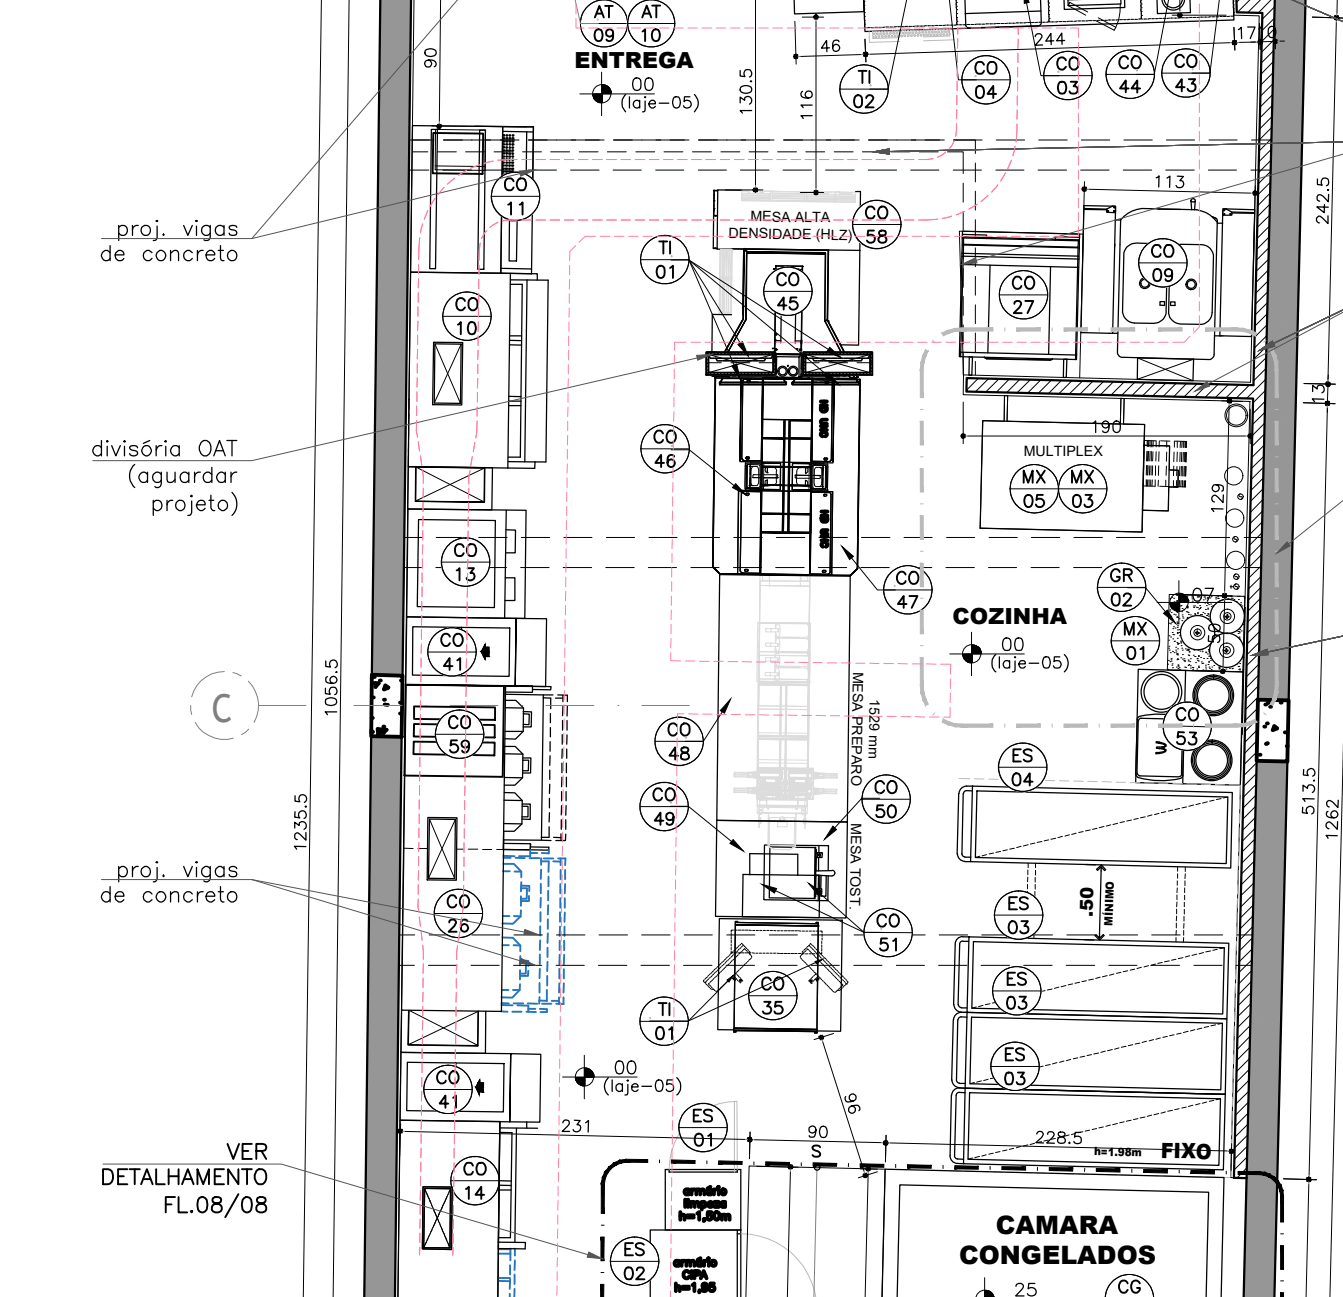 AT
09
AT
10
ENTREGA
00
(laje-05)
90
130.5
116
46
244
17
TI
02
CO
04
CO
03
CO
44
CO
43
CO
11
113
242.5
proj. vigas
de concreto
MESA ALTA
DENSIDADE (HLZ)
CO
58
TI
01
CO
45
CO
27
CO
09
CO
10
13
divisória OAT
(aguardar
projeto)
CO
46
HD UHC
190
MULTIPLEX
MX
05
MX
03
129
CO
13
CO
47
GR
02
07
50
MX
01
COZINHA
00
(laje-05)
CO
41
C
1056.5
CO
59
CO
48
1529 mm
MESA PREPARO
CO
53
W
ES
04
CO
49
CO
50
1235.5
513.5
1262
MESA TOST.
proj. vigas
de concreto
CO
26
.50
MÍNIMO
ES
03
CO
51
ES
03
CO
35
TI
01
ES
03
00
(laje-05)
CO
41
96
ES
01
231
90
S
228.5
h=1.98m
FIXO
VER
DETALHAMENTO
FL.08/08
CO
14
armário
limpeza
h=1,50m
ES
02
armário
CIPA
h=1,95
CAMARA
CONGELADOS
25
CG